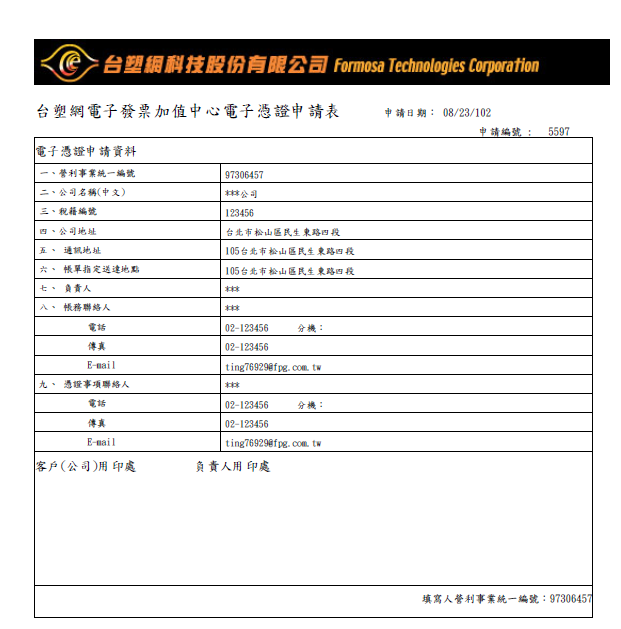 台塑網科技股份有限公司 Formosa Technologies Corporation
台塑網電子發票加值中心電子憑證申請表 申請日期： 08/23/102
申請編號 : 5597
電子憑證申請資料
一、營利事業統一編號 97306457
二、公司名稱(中文) ***公司
三、稅籍編號 123456
四、公司地址 台北市松山區民生東路四段
五、 通訊地址 105台北市松山區民生東路四段
六、 帳單指定送達地點 105台北市松山區民生東路四段
七、 負責人 ***
八、 帳務聯絡人 ***
電話 02-123456 分機：
傳真 02-123456
E-mail ting76929@fpg.com.tw
九、 憑證事項聯絡人 ***
電話 02-123456 分機：
傳真 02-123456
E-mail ting76929@fpg.com.tw
客戶(公司)用印處 負責人用印處
填寫人營利事業統一編號：97306457